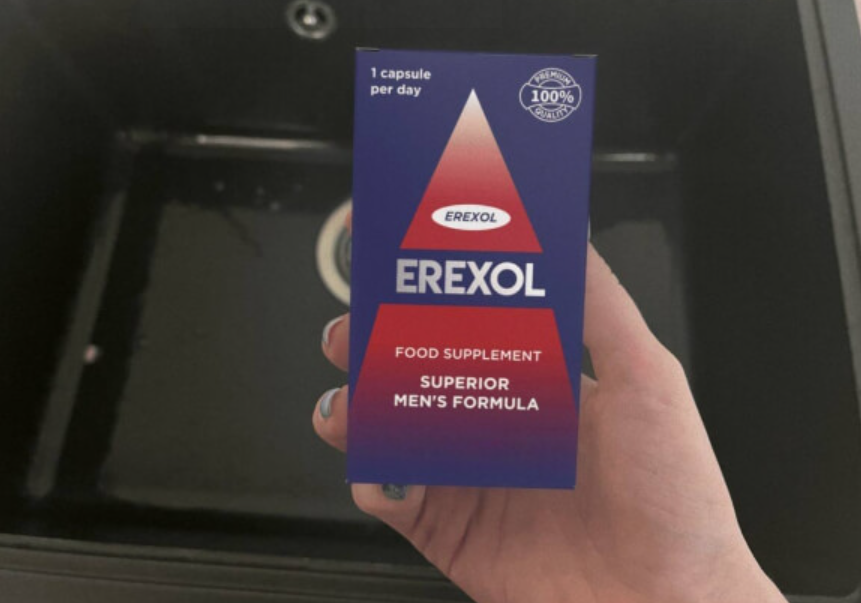 1 capsule
per day
PREMIUM
100%
QUALITY
EREXOL
EREXOL
FOOD SUPPLEMENT
SUPERIOR
MEN'S FORMULA